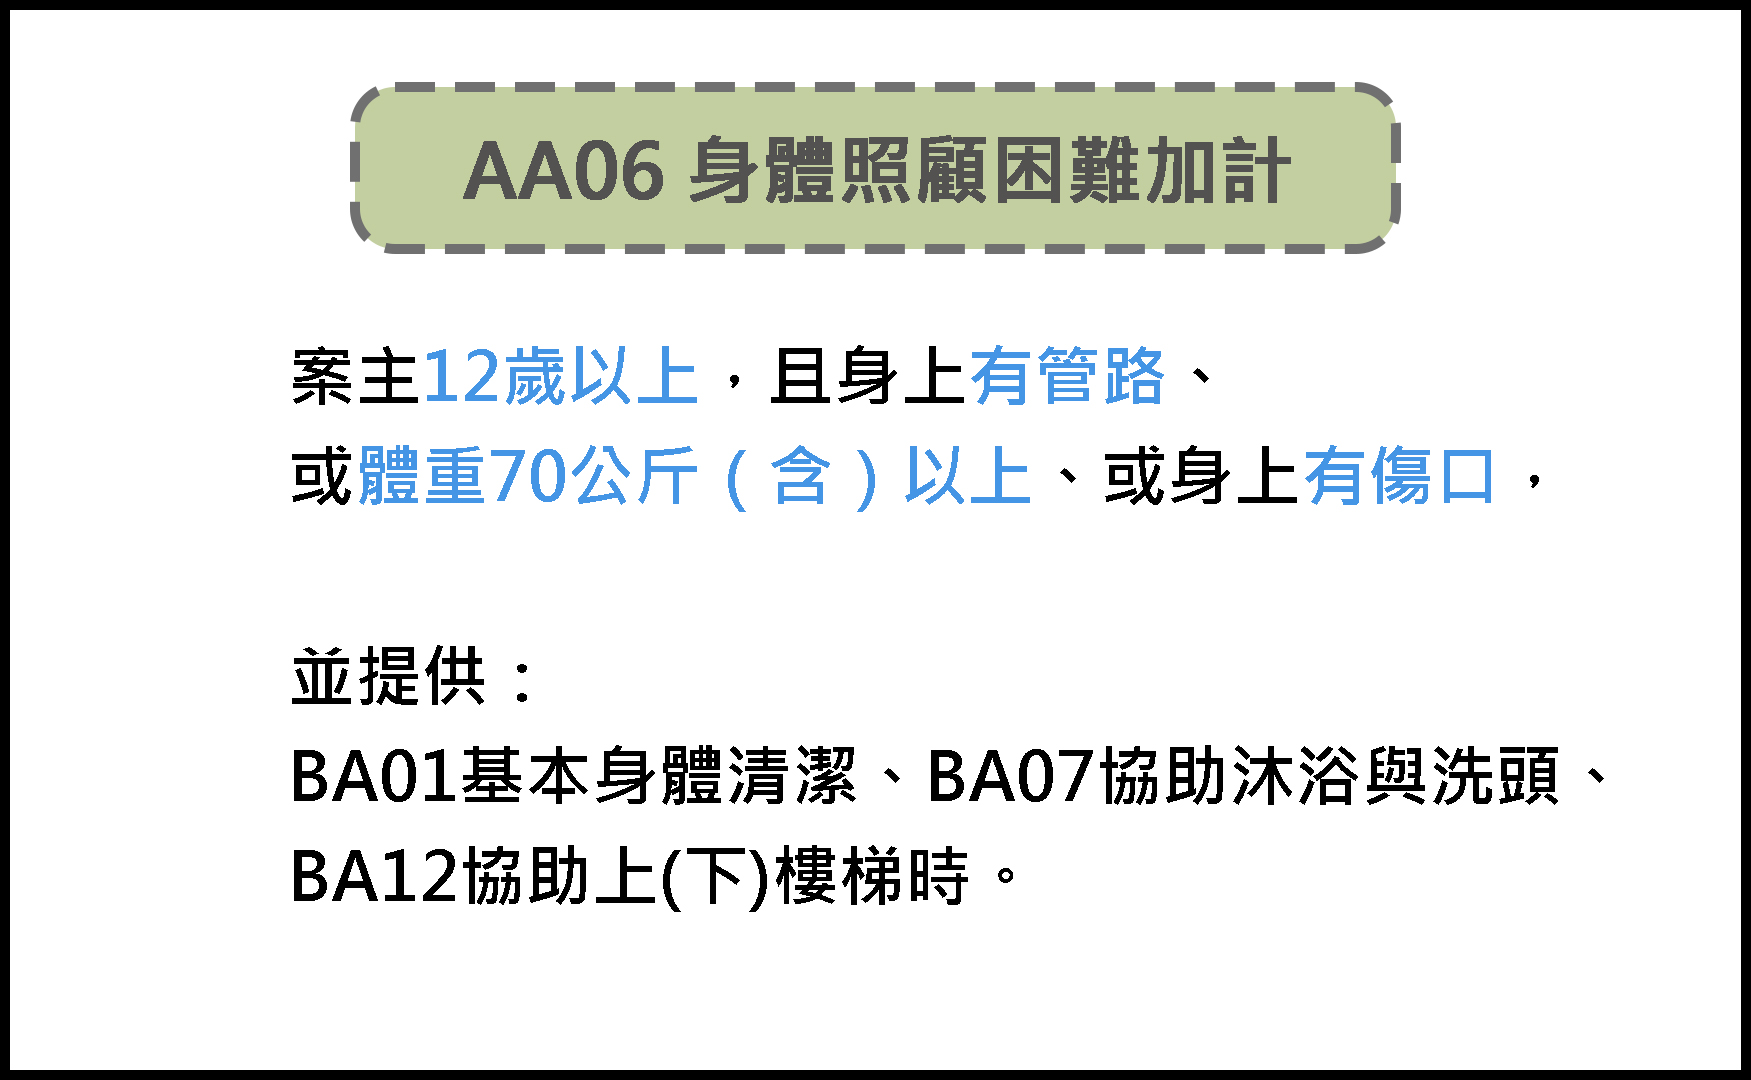 AA06 身體照顧困難加計
案主12歲以上，且身上有管路、
或體重70公斤（含）以上、或身上有傷口，
並提供：
BA01基本身體清潔、BA07協助沐浴與洗頭、
BA12協助上(下)樓梯時。